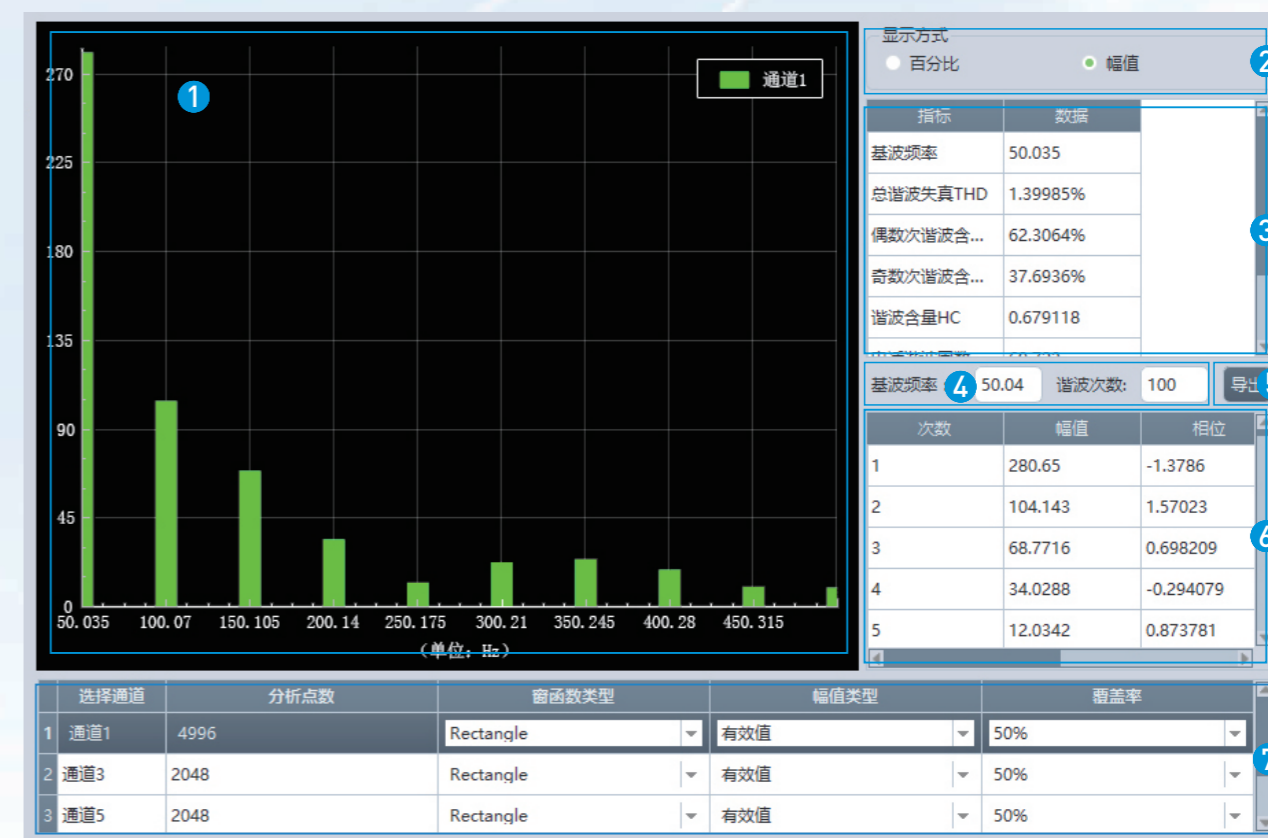 显示方式
百分比
幅值
2
270
225
180
135
90
45
0
1
通道1
50.035 100.07 150.105 200.14 250.175 300.21 350.245 400.28 450.315
(单位: Hz)
指标 数据
基波频率 50.035
总谐波失真THD 1.39985%
偶数次谐波含... 62.3064%
奇数次谐波含... 37.6936%
谐波含量HC 0.679118
3
基波频率: 4 50.04 谐波次数: 100 导出
次数 幅值 相位
1 280.65 -1.3786
2 104.143 1.57023
3 68.7716 0.698209
4 34.0288 -0.294079
5 12.0342 0.873781
6
选择通道 分析点数 窗函数类型 幅值类型 覆盖率
1 通道1 4996 Rectangle 有效值 50%
2 通道3 2048 Rectangle 有效值 50%
3 通道5 2048 Rectangle 有效值 50%
7